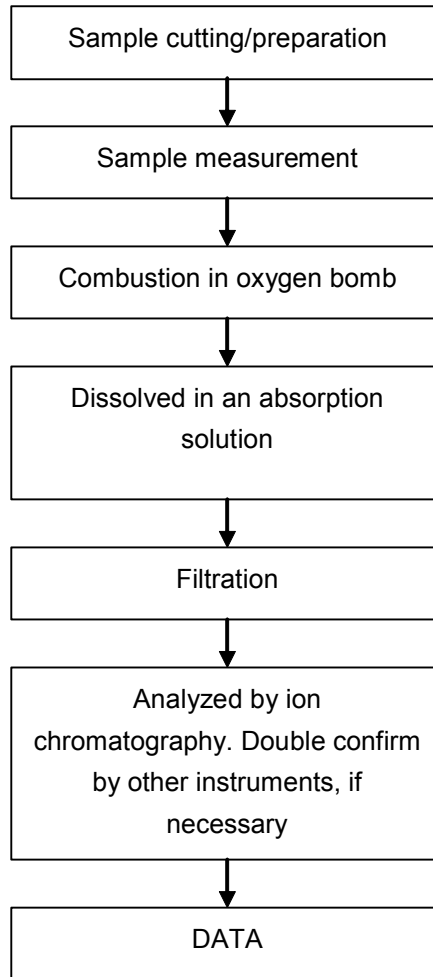 Sample cutting/preparation
Sample measurement
Combustion in oxygen bomb
Dissolved in an absorption
solution
Filtration
Analyzed by ion
chromatography. Double confirm
by other instruments, if
necessary
DATA